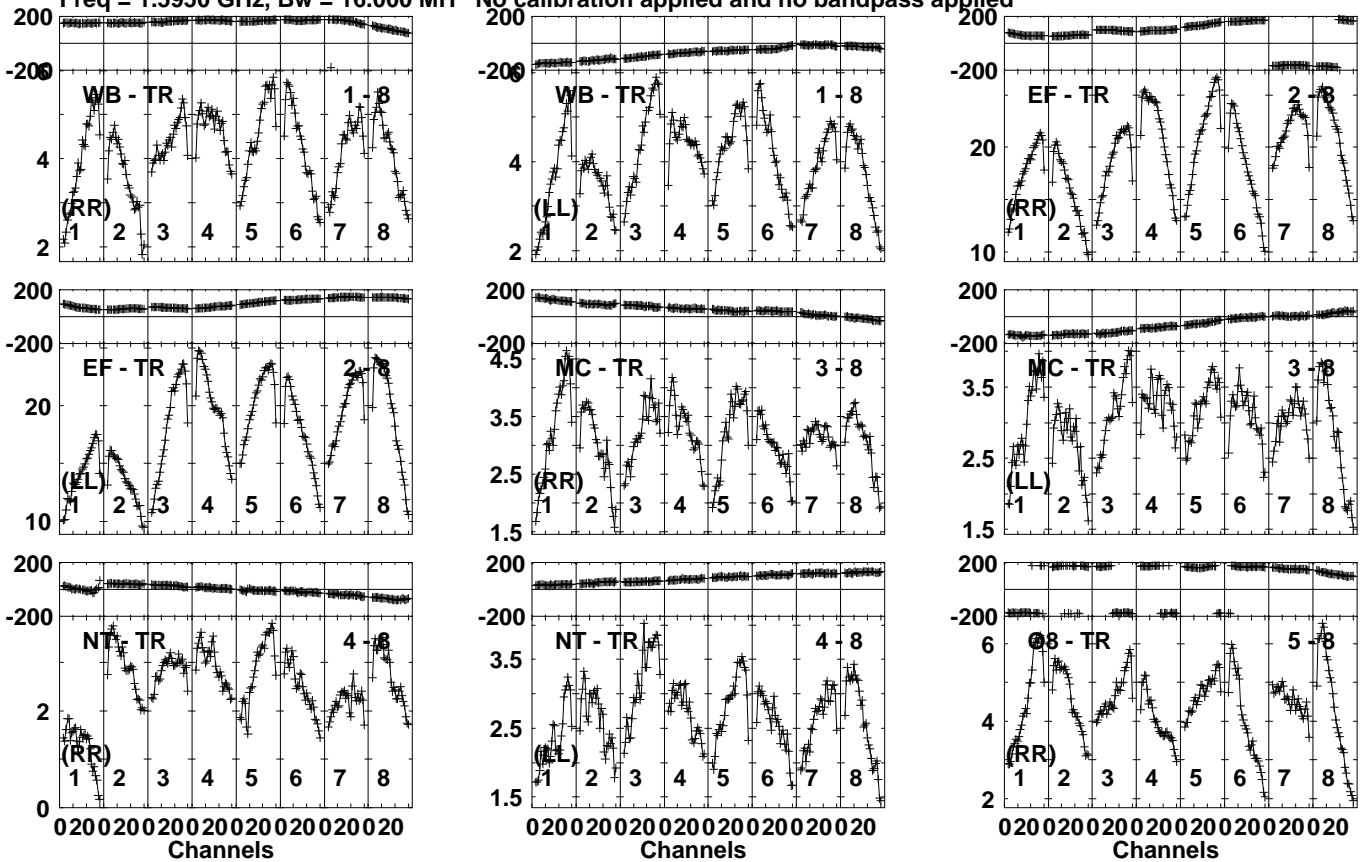 Freq = 1.5950 GHz, Bw = 16.000 MH No calibration applied and no bandpass applied
200 200 200
-200 -200 -200
6 6
WB - TR 1 - 8 WB - TR 1 - 8 EF - TR 2 - 8
4 4 20
(RR) (LL) (RR)
1 2 3 4 5 6 7 8 1 2 3 4 5 6 7 8 1 2 3 4 5 6 7 8
2 2 10
200 200 200
-200 -200 -200
4.5
EF - TR 2 - 8 MC - TR 3 - 8 MC - TR 3 - 8
20 3.5 3.5
2.5 2.5
(LL) (RR) (LL)
1 2 3 4 5 6 7 8 1 2 3 4 5 6 7 8 1 2 3 4 5 6 7 8
10 1.5 1.5
200 200 200
-200 -200 -200
NT - TR 4 - 8 NT - TR 4 - 8 O8 - TR 5 - 8
3.5 6
2 2.5 4
(RR) (LL) (RR)
1 2 3 4 5 6 7 8 1 2 3 4 5 6 7 8 1 2 3 4 5 6 7 8
0 1.5 2
0 20 0 20 0 20 0 20 0 20 0 20 0 20 0 20 0 20 0 20 0 20 0 20 0 20 0 20 0 20 0 20 0 20 0 20 0 20 0 20 0 20 0 20 0 20 0 20
Channels Channels Channels